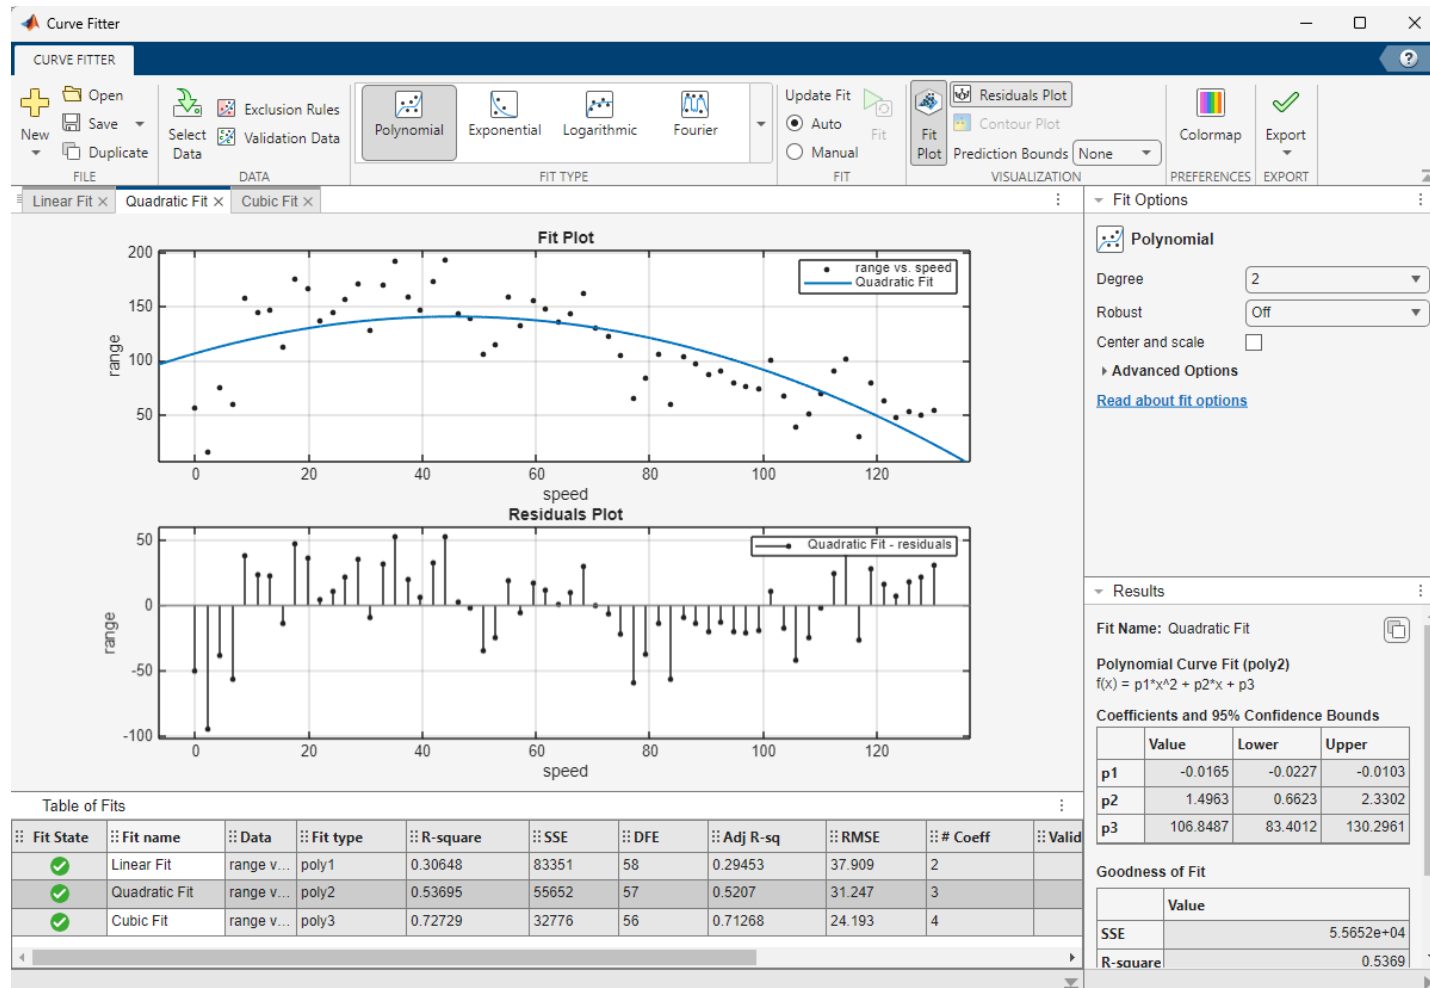 Curve Fitter
CURVE FITTER
?
New
Open
Save
Duplicate
FILE
Select Data
Exclusion Rules
Validation Data
DATA
Polynomial
Exponential
Logarithmic
Fourier
FIT TYPE
Update Fit
Auto
Manual
Fit
FIT
Fit Plot
Residuals Plot
Contour Plot
Prediction Bounds None
VISUALIZATION
Colormap
PREFERENCES
Export
EXPORT
Linear Fit
Quadratic Fit
Cubic Fit
Fit Plot
200
150
100
50
range
range vs. speed
Quadratic Fit
0 20 40 60 80 100 120
speed
Residuals Plot
50
0
-50
-100
range
Quadratic Fit - residuals
0 20 40 60 80 100 120
speed
Table of Fits
Fit State Fit name Data Fit type R-square SSE DFE Adj R-sq RMSE # Coeff Valid
Linear Fit range v... poly1 0.30648 83351 58 0.29453 37.909 2
Quadratic Fit range v... poly2 0.53695 55652 57 0.5207 31.247 3
Cubic Fit range v... poly3 0.72729 32776 56 0.71268 24.193 4
Fit Options
Polynomial
Degree 2
Robust Off
Center and scale
Advanced Options
Read about fit options
Results
Fit Name: Quadratic Fit
Polynomial Curve Fit (poly2)
f(x) = p1*x^2 + p2*x + p3
Coefficients and 95% Confidence Bounds
Value Lower Upper
p1 -0.0165 -0.0227 -0.0103
p2 1.4963 0.6623 2.3302
p3 106.8487 83.4012 130.2961
Goodness of Fit
Value
SSE 5.5652e+04
R-square 0.5369